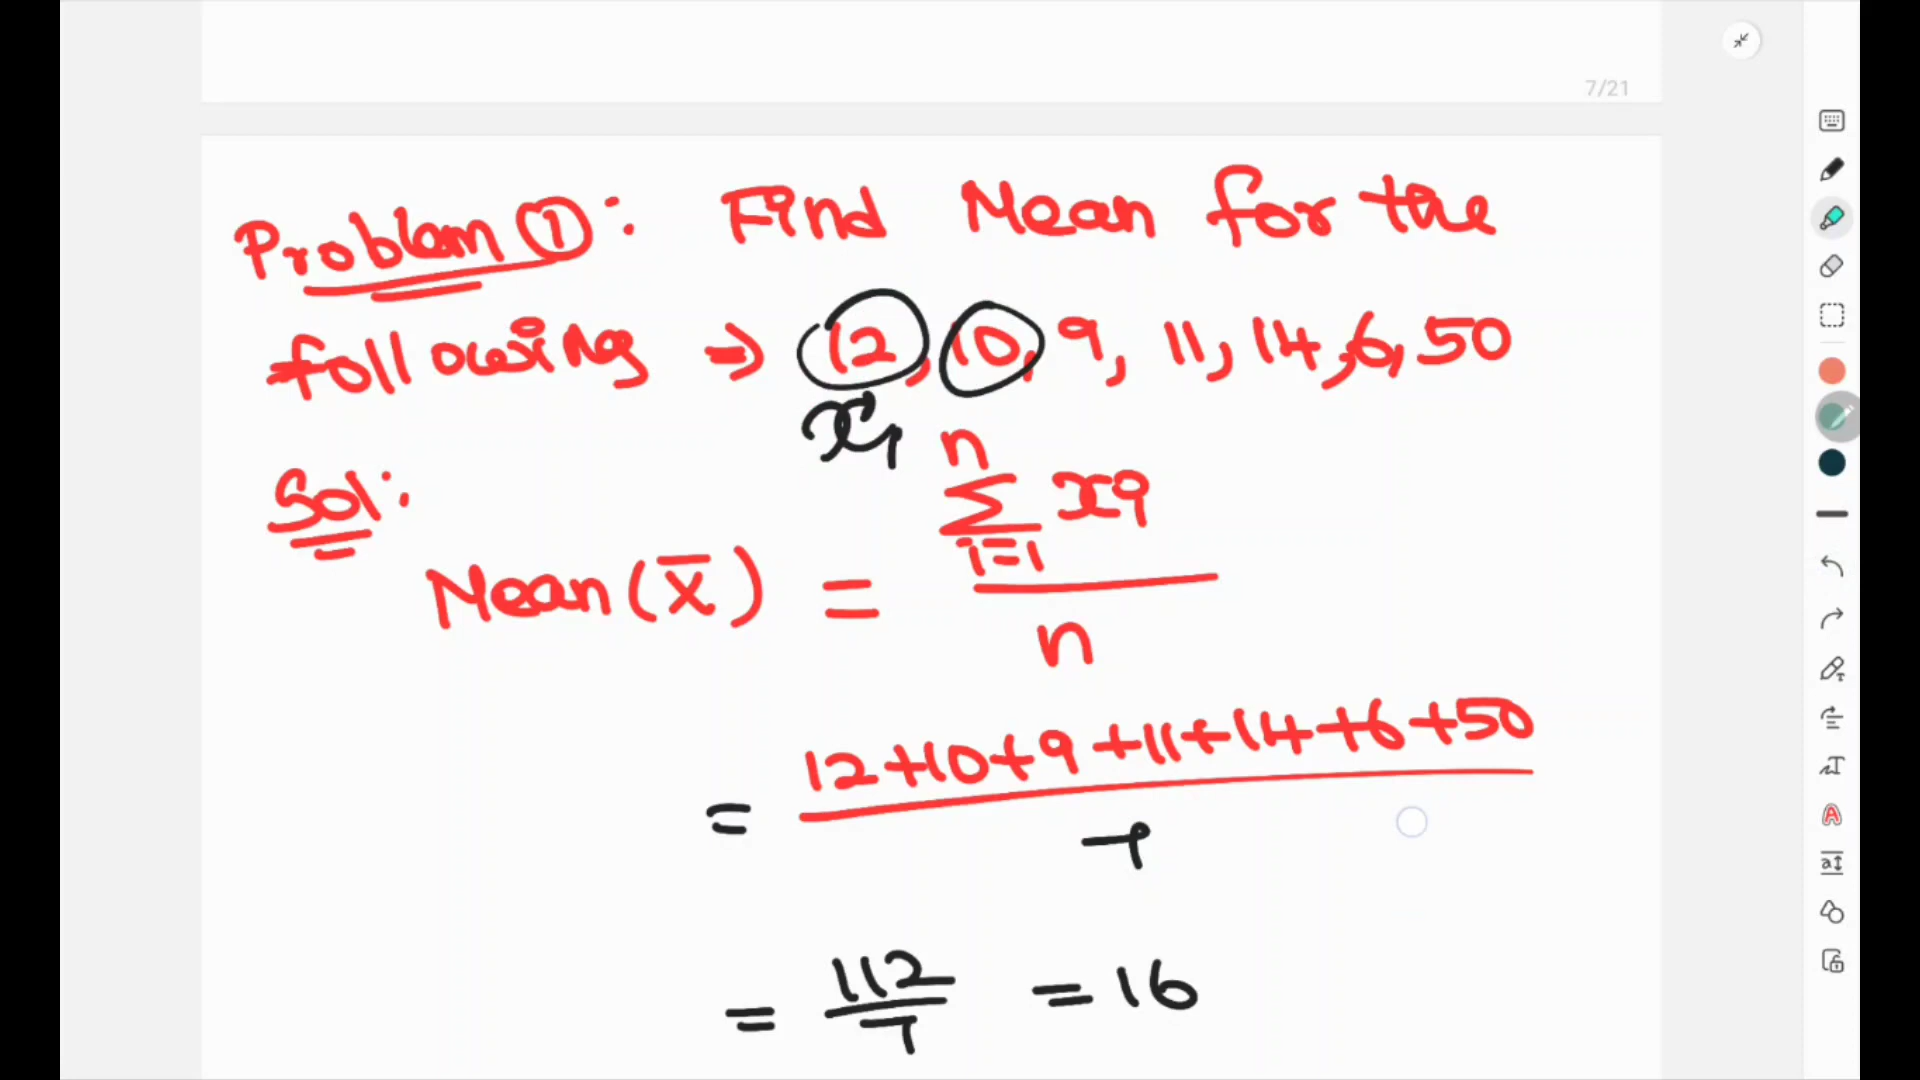 7/21
Problem ①: Find Mean for the
following ⇒ 12, 10, 9, 11, 14, 6, 50
x1
Sol:
Mean (x̄) = n Σ i=1 xi / n
= 12+10+9+11+14+6+50 / 7
= 112 / 7 = 16